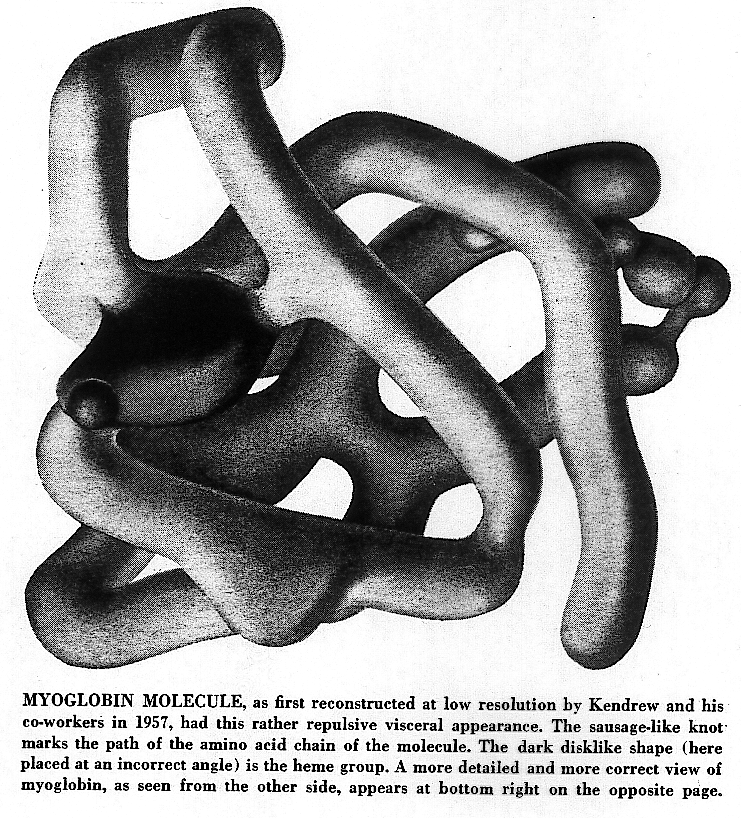 MYOGLOBIN MOLECULE, as first reconstructed at low resolution by Kendrew and his
co-workers in 1957, had this rather repulsive visceral appearance. The sausage-like knot
marks the path of the amino acid chain of the molecule. The dark disklike shape (here
placed at an incorrect angle) is the heme group. A more detailed and more correct view of
myoglobin, as seen from the other side, appears at bottom right on the opposite page.